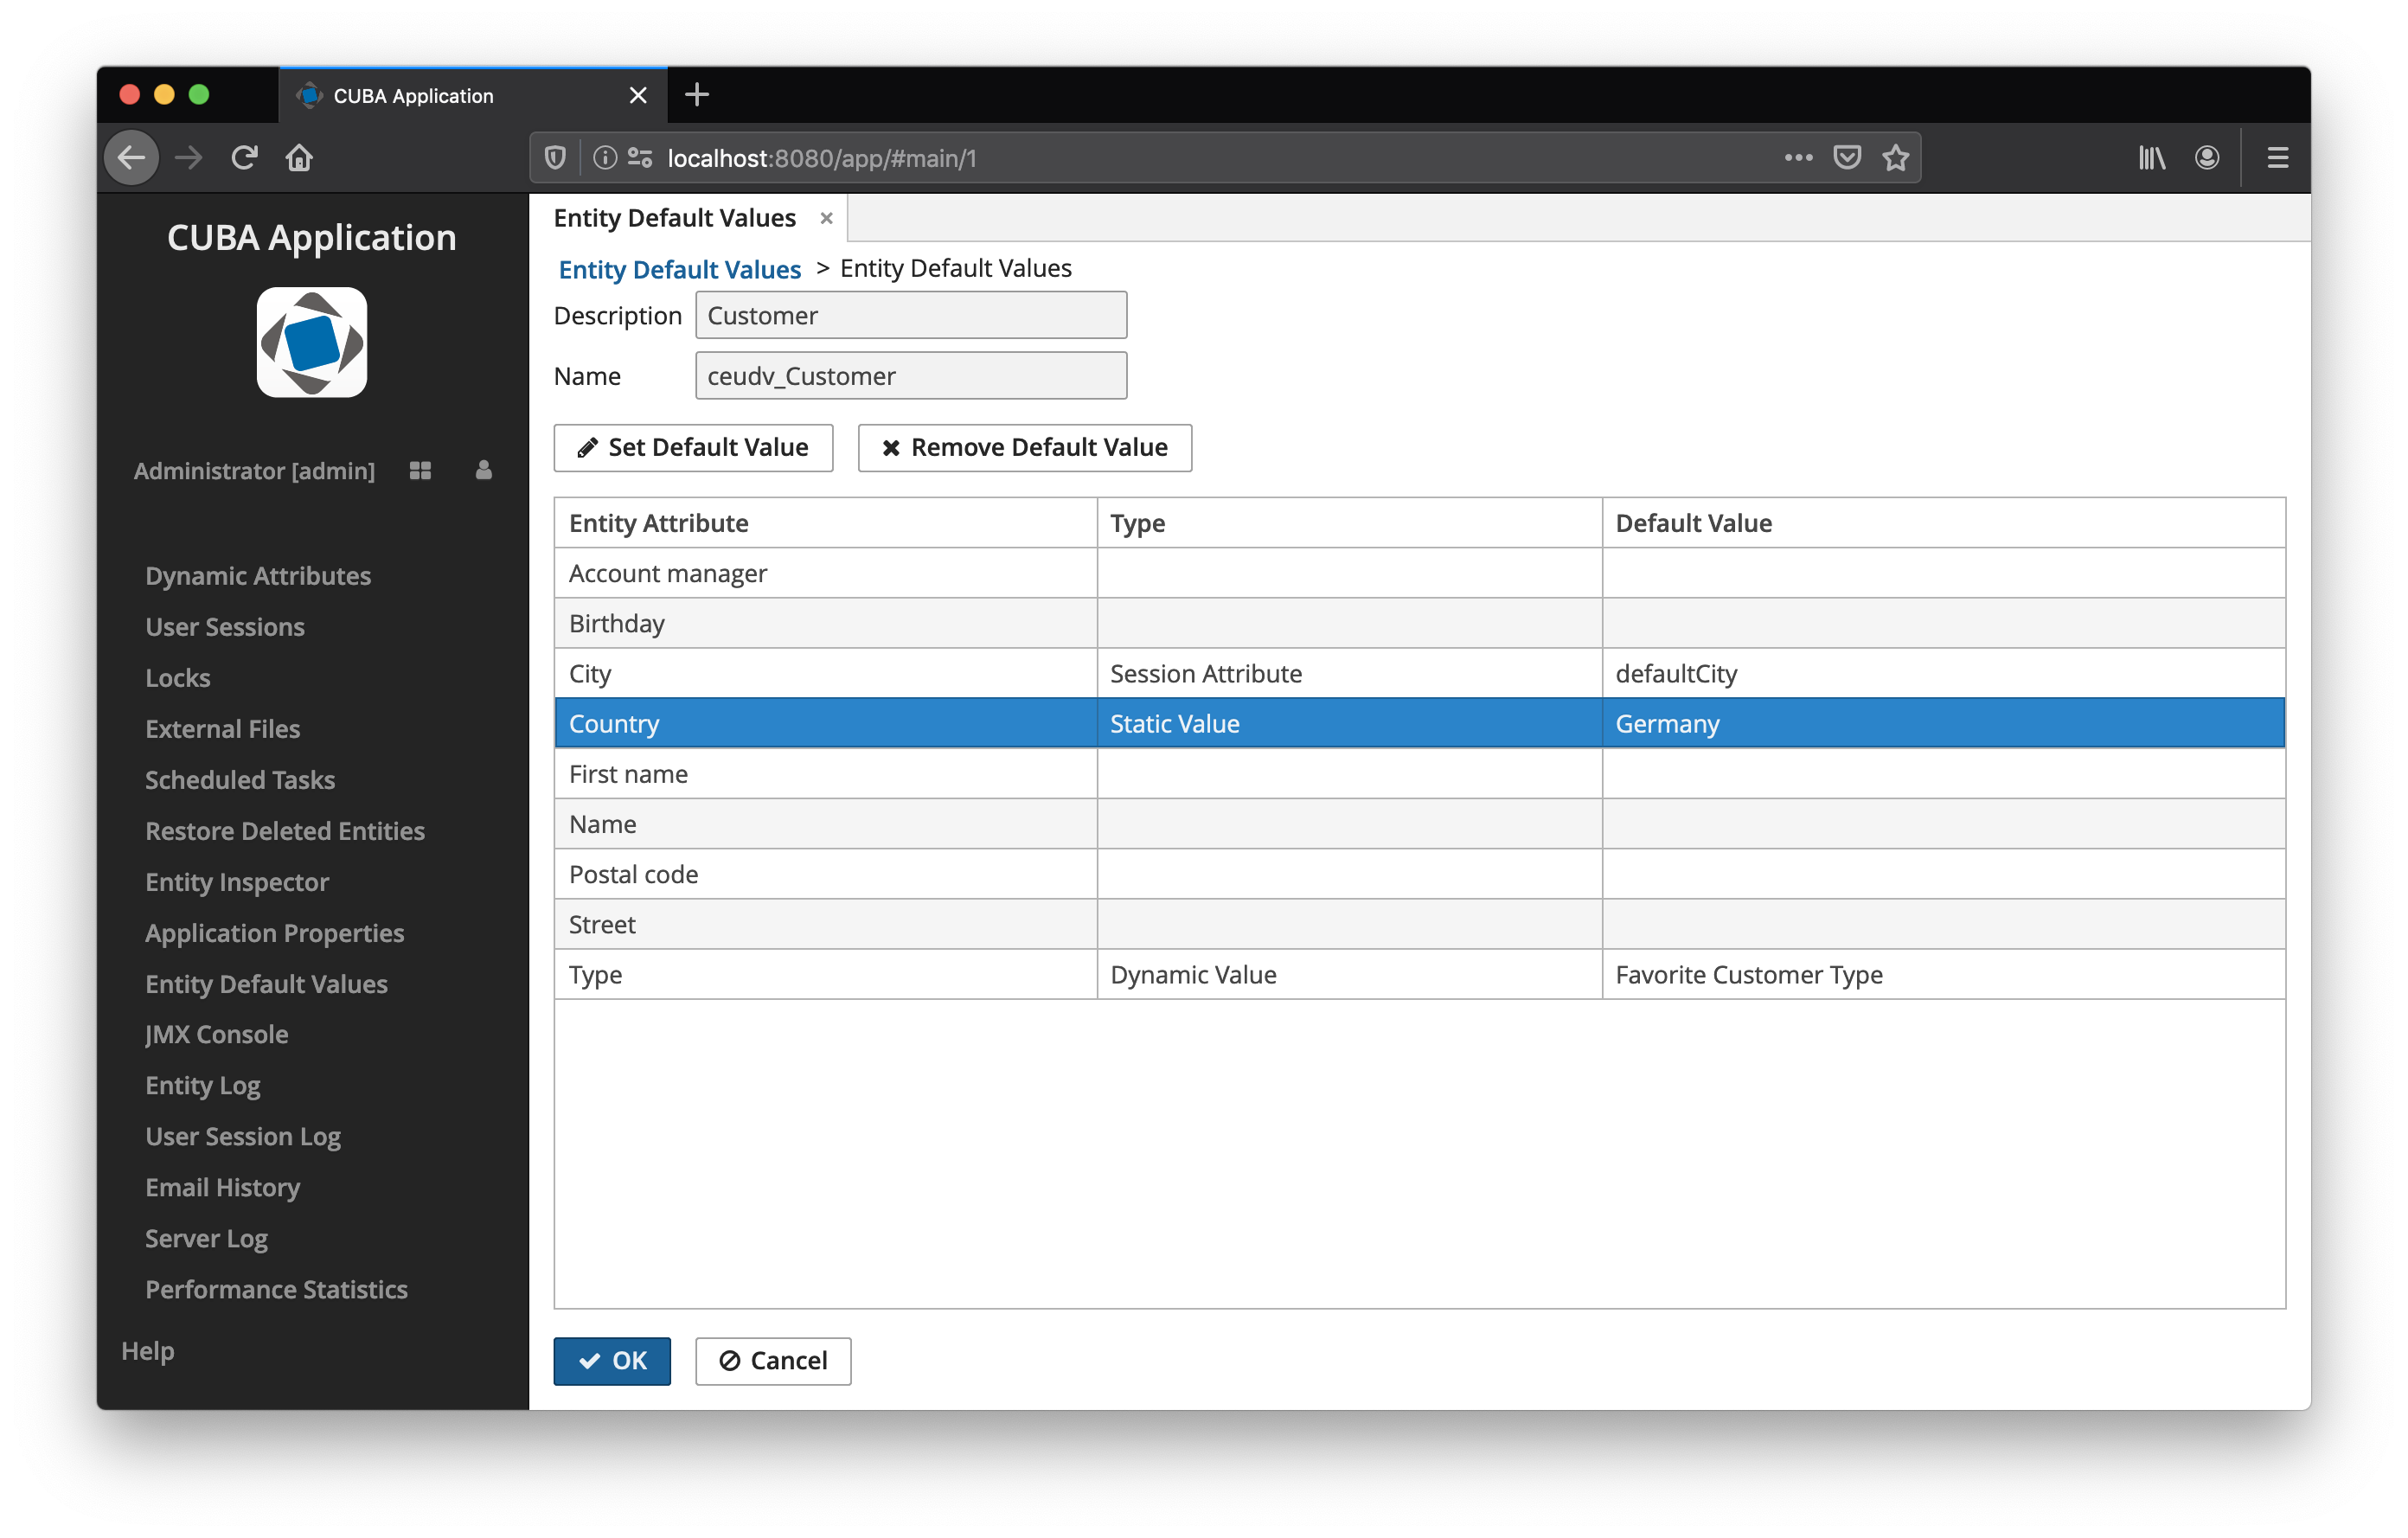 CUBA Application
localhost:8080/app/#main/1
CUBA Application
Administrator [admin]
Dynamic Attributes
User Sessions
Locks
External Files
Scheduled Tasks
Restore Deleted Entities
Entity Inspector
Application Properties
Entity Default Values
JMX Console
Entity Log
User Session Log
Email History
Server Log
Performance Statistics
Help
Entity Default Values
Entity Default Values > Entity Default Values
Description Customer
Name ceudv_Customer
Set Default Value Remove Default Value
Entity Attribute Type Default Value
Account manager
Birthday
City Session Attribute defaultCity
Country Static Value Germany
First name
Name
Postal code
Street
Type Dynamic Value Favorite Customer Type
OK Cancel